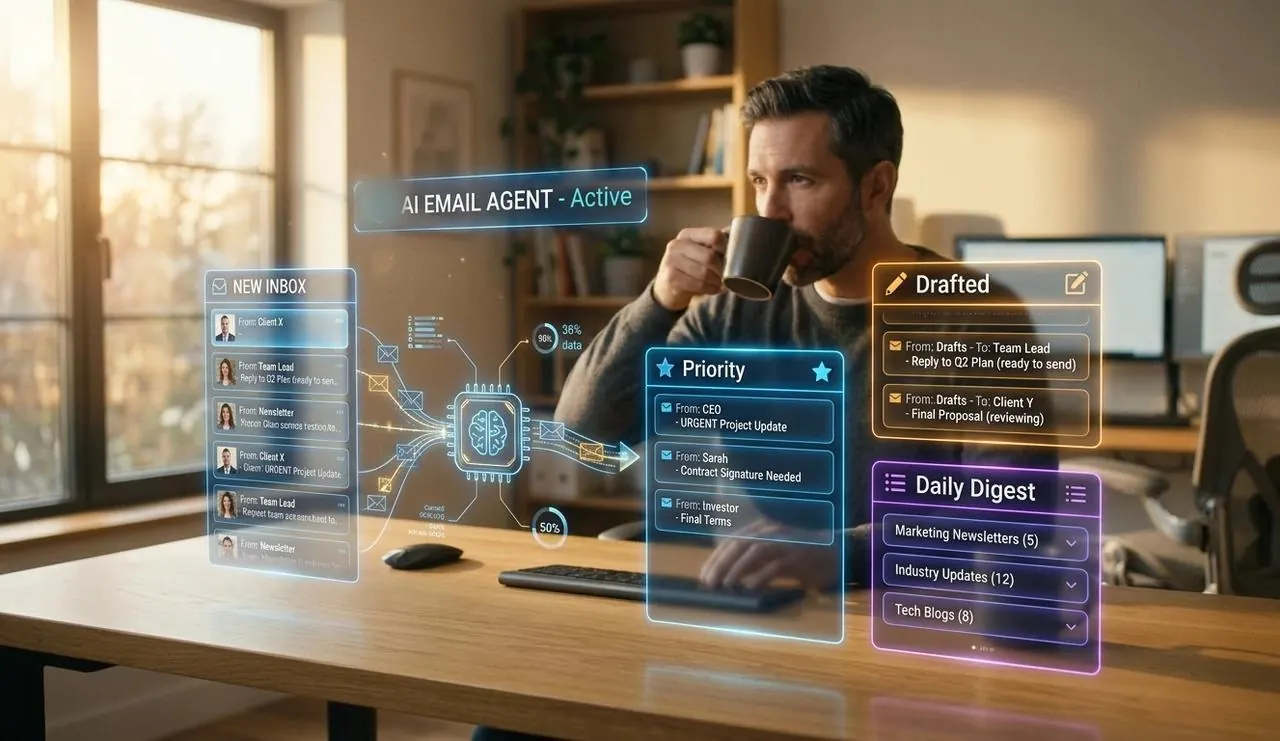 AI EMAIL AGENT - Active
NEW INBOX
From: Client X
From: Team Lead
Reply to Q2 Plan (ready to sen..
From: Newsletter
From: Client X
URGENT Project Update
From: Team Lead
From: Newsletter
90%
36%
data
50%
Priority
From: CEO
- URGENT Project Update
From: Sarah
- Contract Signature Needed
From: Investor
- Final Terms
Drafted
From: Drafts - To: Team Lead
- Reply to Q2 Plan (ready to send)
From: Drafts - To: Client Y
- Final Proposal (reviewing)
Daily Digest
Marketing Newsletters (5)
Industry Updates (12)
Tech Blogs (8)